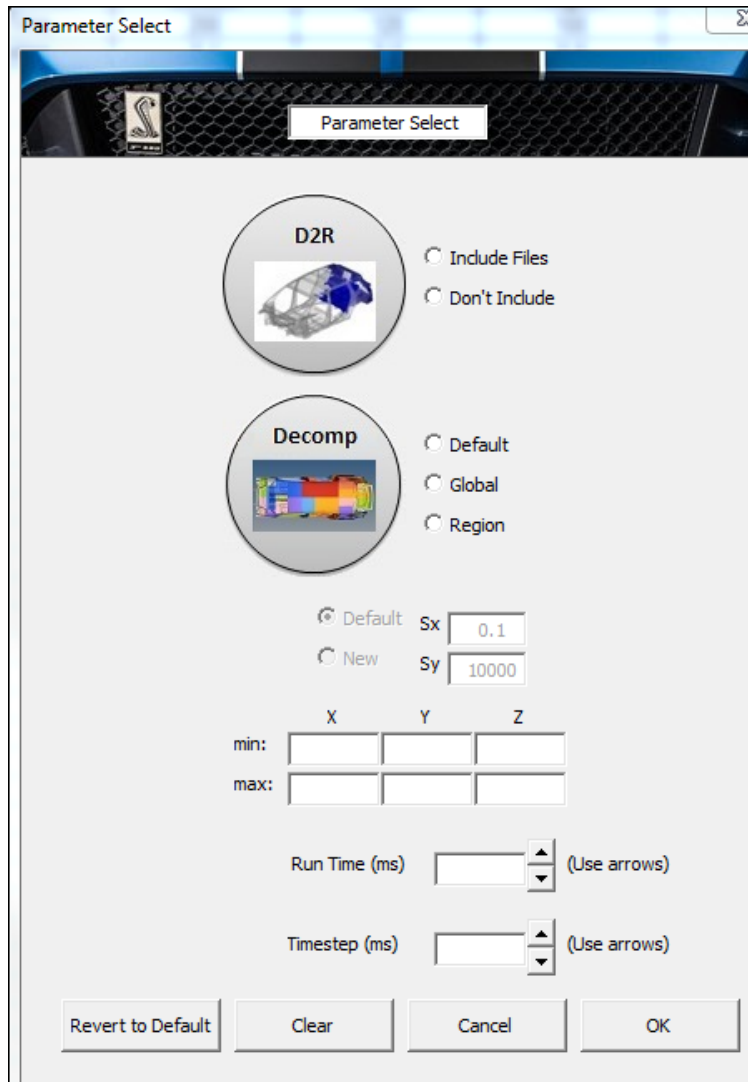 Parameter Select
Parameter Select
D2R
Include Files
Don't Include
Decomp
Default
Global
Region
Default Sx 0.1
New Sy 10000
X Y Z
min:
max:
Run Time (ms) (Use arrows)
Timestep (ms) (Use arrows)
Revert to Default Clear Cancel OK